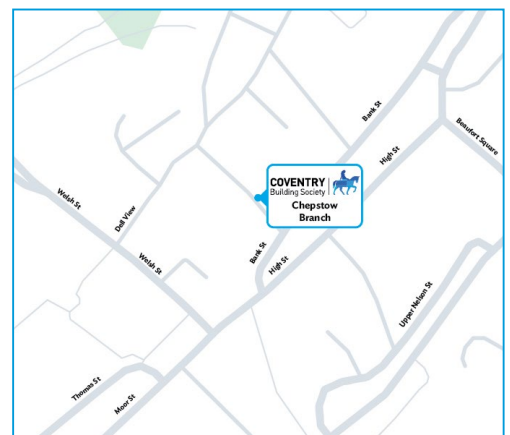 Bank St
High St
Beaufort Square
COVENTRY
Building Society
Chepstow
Branch
Welsh St
Dell View
Welsh St
Bank St
High St
Upper Nelson St
Thomas St
Moor St